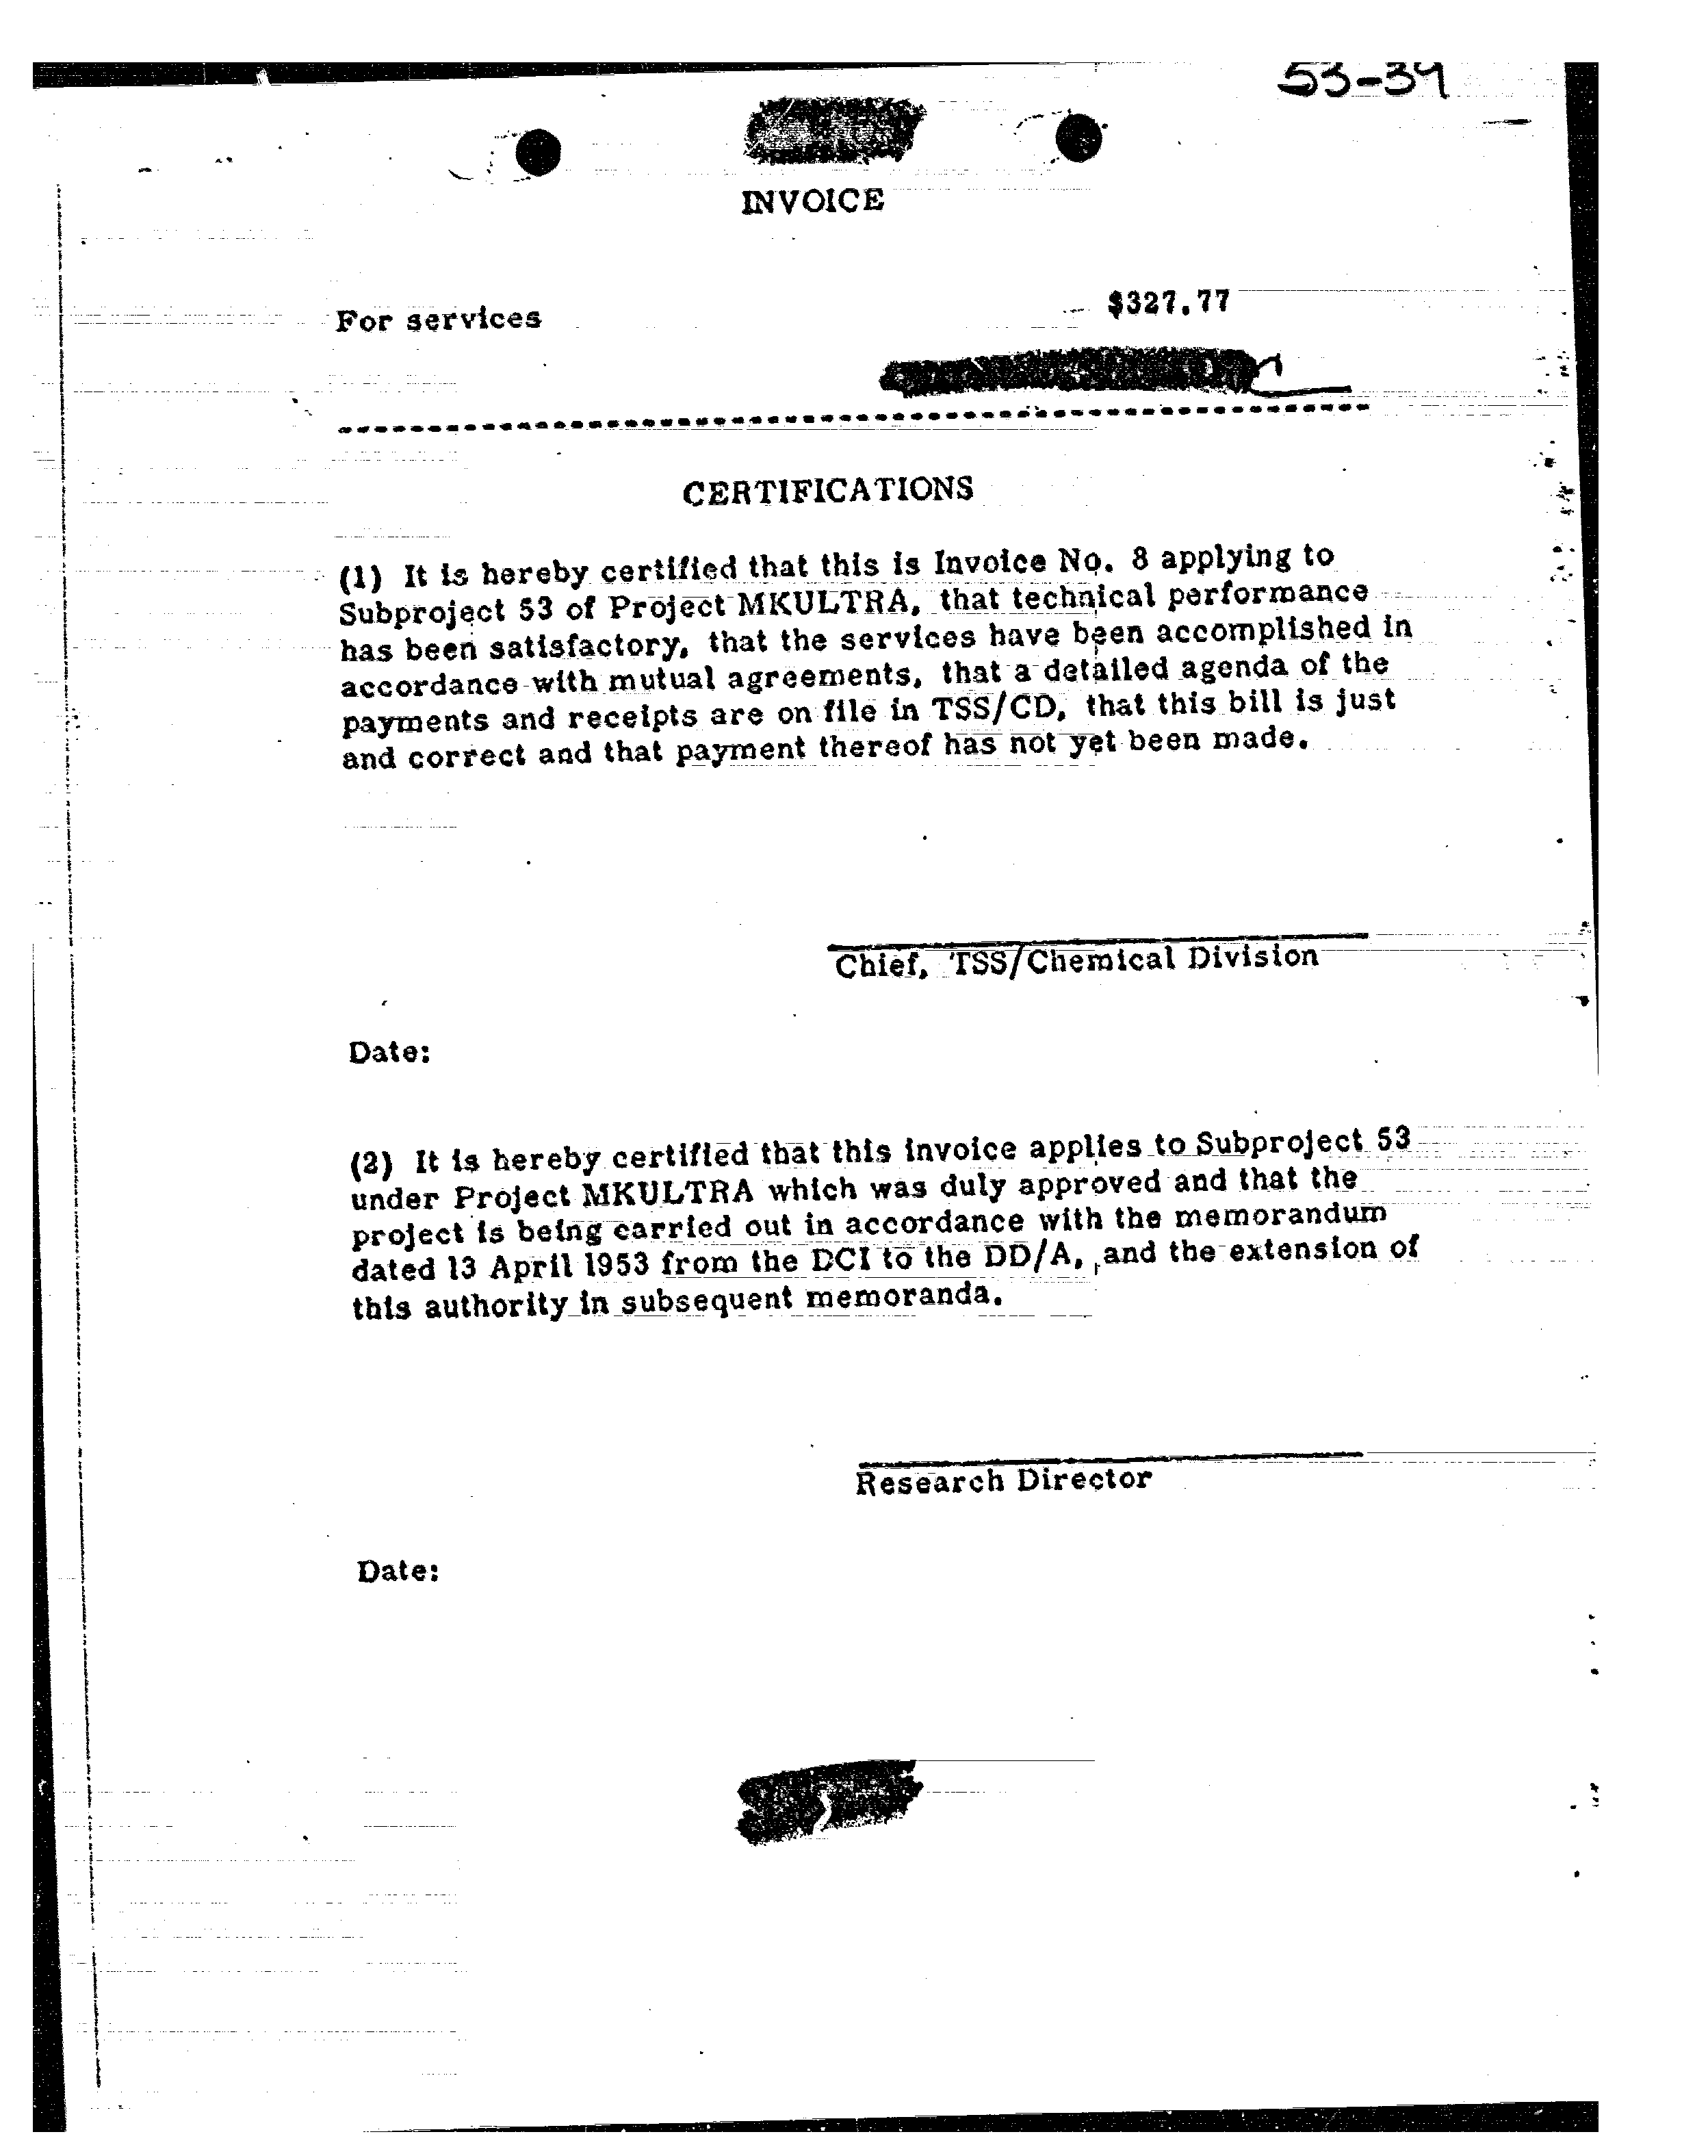 53-39
INVOICE
For services $327.77
CERTIFICATIONS
(1) It is hereby certified that this is Invoice No. 8 applying to
Subproject 53 of Project MKULTRA, that technical performance
has been satisfactory, that the services have been accomplished in
accordance with mutual agreements, that a detailed agenda of the
payments and receipts are on file in TSS/CD, that this bill is just
and correct and that payment thereof has not yet been made.
Chief, TSS/Chemical Division
Date:
(2) It is hereby certified that this invoice applies to Subproject 53
under Project MKULTRA which was duly approved and that the
project is being carried out in accordance with the memorandum
dated 13 April 1953 from the DCI to the DD/A, and the extension of
this authority in subsequent memoranda.
Research Director
Date: